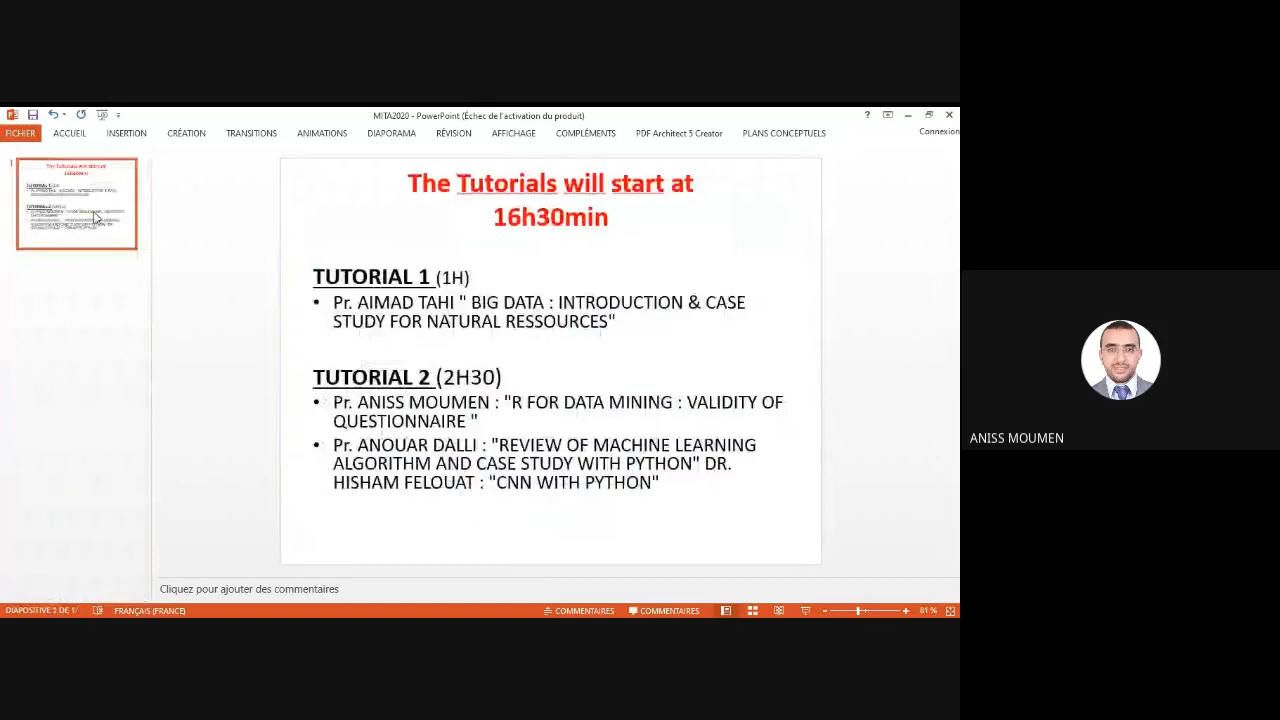 MITA2020 - PowerPoint (Échec de l'activation du produit)
FICHIER ACCUEIL INSERTION CRÉATION TRANSITIONS ANIMATIONS DIAPORAMA RÉVISION AFFICHAGE COMPLÉMENTS PDF Architect 5 Creator PLANS CONCEPTUELS Connexion
1
The Tutorials will start at
16h30min
TUTORIAL 1 (1H)
• Pr. AIMAD TAHI " BIG DATA : INTRODUCTION & CASE
STUDY FOR NATURAL RESSOURCES"
TUTORIAL 2 (2H30)
• Pr. ANISS MOUMEN : "R FOR DATA MINING : VALIDITY OF
QUESTIONNAIRE "
• Pr. ANOUAR DALLI : "REVIEW OF MACHINE LEARNING
ALGORITHM AND CASE STUDY WITH PYTHON" DR.
HISHAM FELOUAT : "CNN WITH PYTHON"
ANISS MOUMEN
Cliquez pour ajouter des commentaires
DIAPOSITIVE 1 DE 1 FRANÇAIS (FRANCE) COMMENTAIRES COMMENTAIRES 81 %